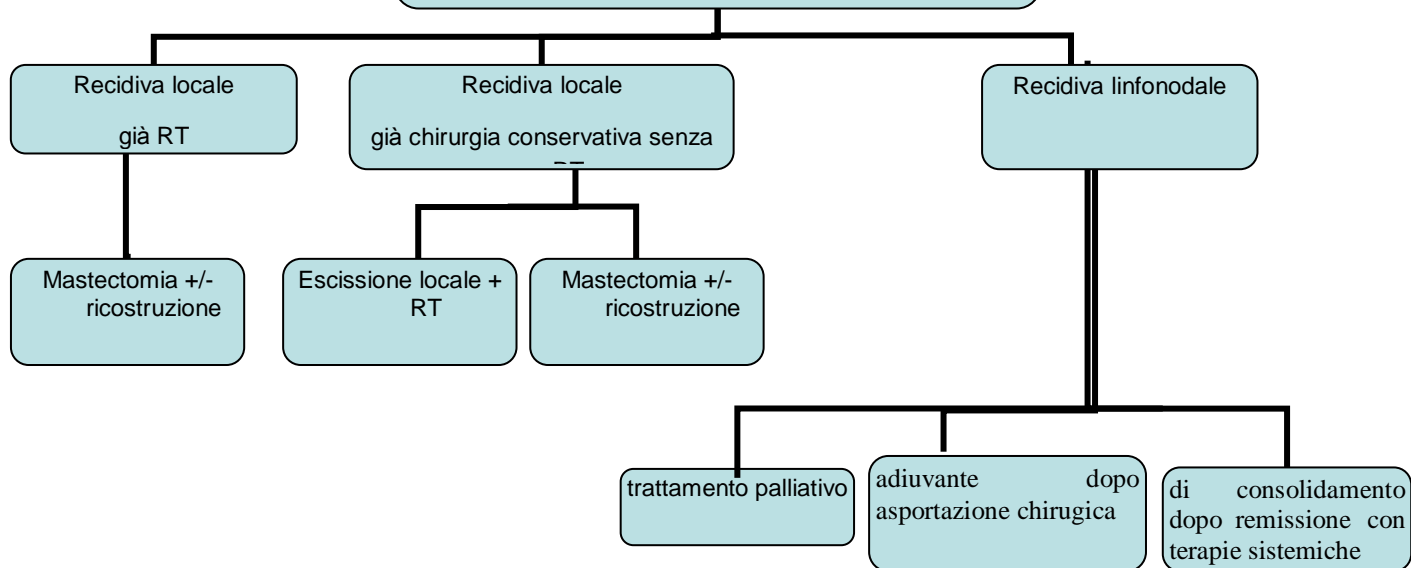 Recidiva locale
già RT
Recidiva locale
già chirurgia conservativa senza
Recidiva linfonodale
Mastectomia +/-
ricostruzione
Escissione locale +
RT
Mastectomia +/-
ricostruzione
trattamento palliativo
adiuvante dopo
asportazione chirugica
di consolidamento
dopo remissione con
terapie sistemiche